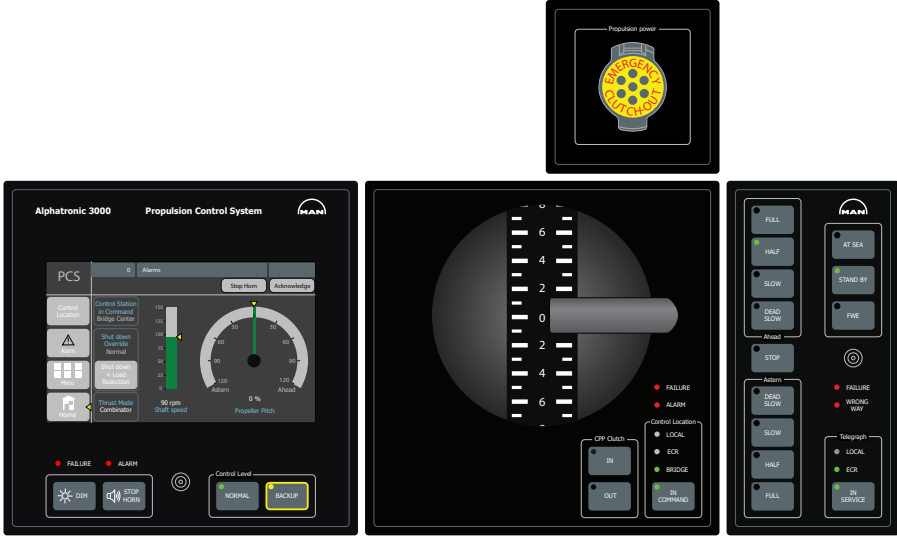 Propulsion power
EMERGENCY
CLUTCH-OUT
Alphatronic 3000
Propulsion Control System
MAN
PCS
0
Alarms
Stop Horn
Acknowledge
Control
Location
Alarm
Menu
Home
Control Station
in Command
Bridge Center
Shut down
Override
Normal
Shut down
+ Load
Reduction
Thrust Mode
Combinator
150
125
100
75
50
25
0
90 rpm
Shaft speed
30
30
60
60
90
90
120
120
Astern
Ahead
0 %
Propeller Pitch
FAILURE
ALARM
DIM
STOP
HORN
Control Level
NORMAL
BACKUP
8
6
4
2
0
2
4
6
8
FAILURE
ALARM
CPP Clutch
IN
OUT
Control Location
LOCAL
ECR
BRIDGE
IN
COMMAND
FULL
HALF
SLOW
DEAD
SLOW
Ahead
STOP
Astern
DEAD
SLOW
SLOW
HALF
FULL
MAN
AT SEA
STAND BY
FWE
FAILURE
WRONG
WAY
Telegraph
LOCAL
ECR
IN
SERVICE